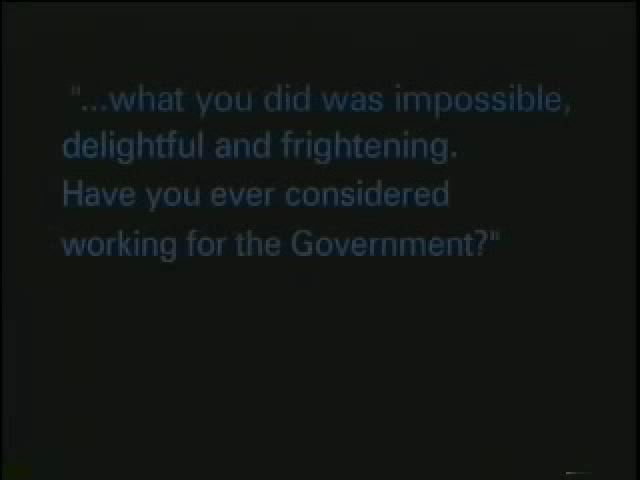 "...what you did was impossible,
delightful and frightening.
Have you ever considered
working for the Government?"